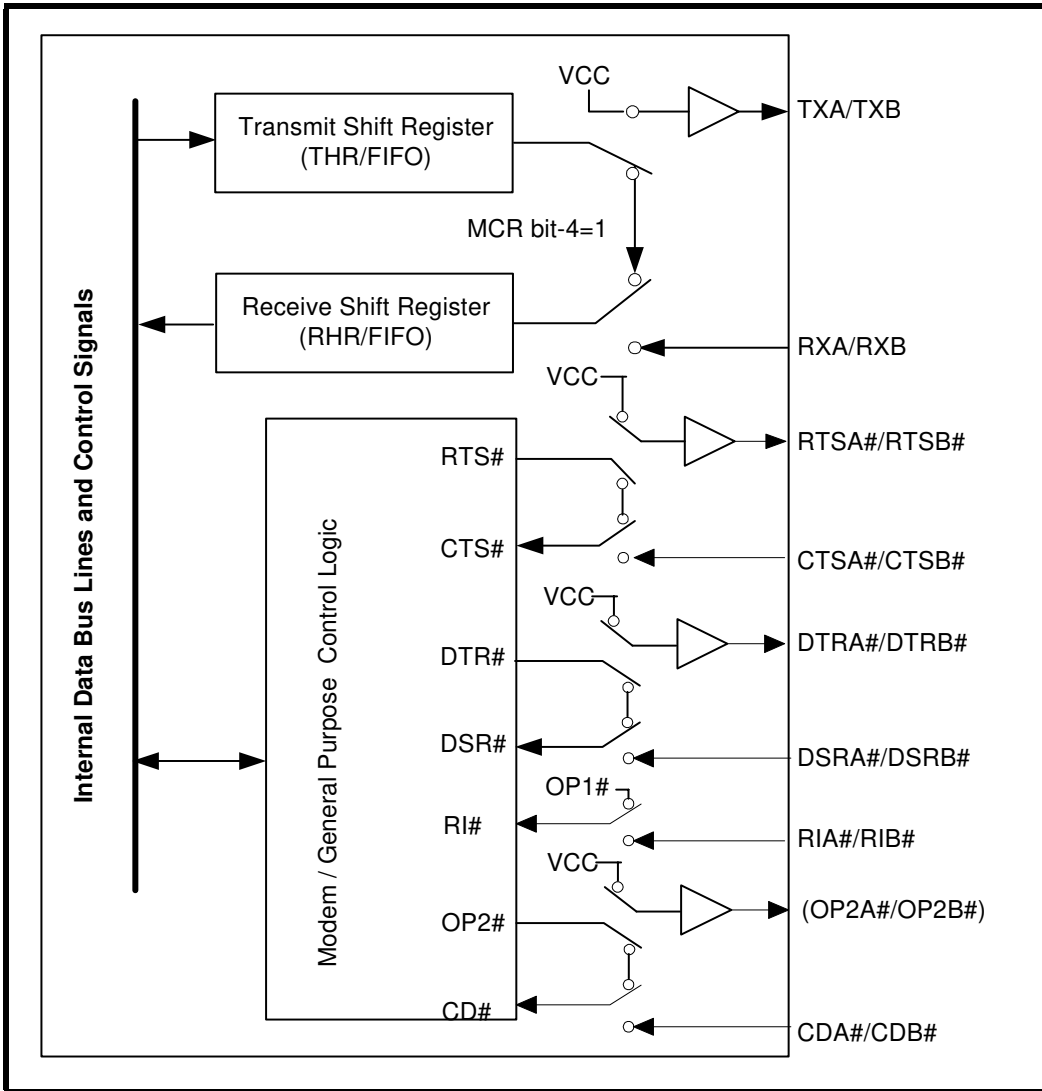 VCC
TXA/TXB
Transmit Shift Register
(THR/FIFO)
MCR bit-4=1
Receive Shift Register
(RHR/FIFO)
RXA/RXB
VCC
RTSA#/RTSB#
RTS#
CTS#
CTSA#/CTSB#
VCC
DTRA#/DTRB#
DTR#
DSR#
DSRA#/DSRB#
OP1#
RI#
RIA#/RIB#
VCC
(OP2A#/OP2B#)
OP2#
CD#
CDA#/CDB#
Internal Data Bus Lines and Control Signals
Modem / General Purpose Control Logic